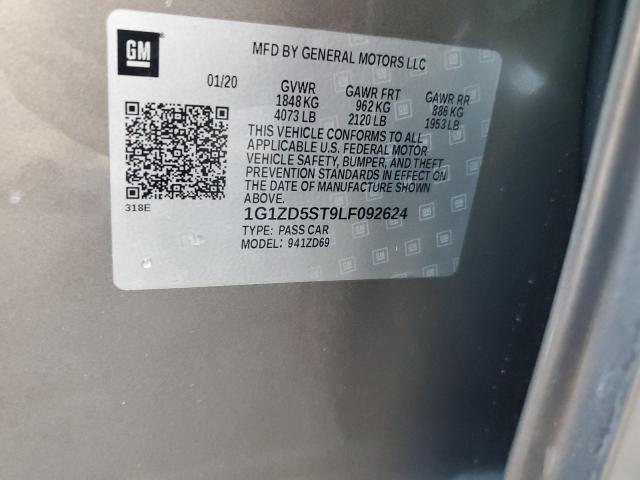 GM
MFD BY GENERAL MOTORS LLC
01/20 GVWR GAWR FRT GAWR RR
1848 KG 962 KG 886 KG
4073 LB 2120 LB 1953 LB
THIS VEHICLE CONFORMS TO ALL
APPLICABLE U.S. FEDERAL MOTOR
VEHICLE SAFETY, BUMPER, AND THEFT
PREVENTION STANDARDS IN EFFECT ON
THE DATE OF MANUFACTURE SHOWN
ABOVE.
318E
1G1ZD5ST9LF092624
TYPE: PASS CAR
MODEL: 941ZD69